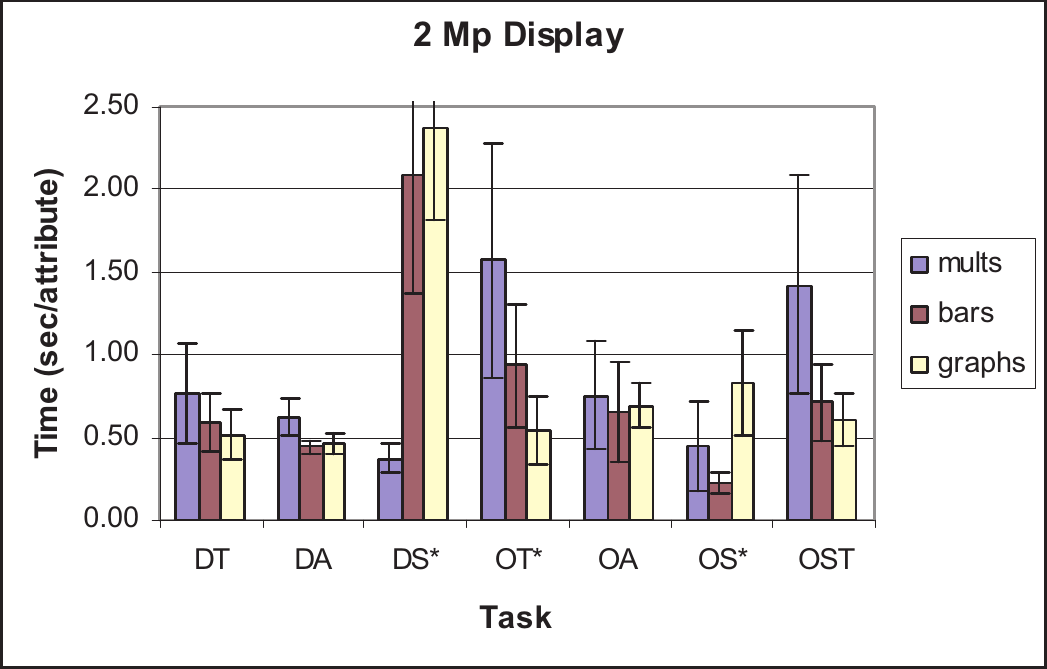 2 Mp Display
Time (sec/attribute)
2.50
2.00
1.50
1.00
0.50
0.00
DT DA DS* OT* OA OS* OST
Task
mults
bars
graphs